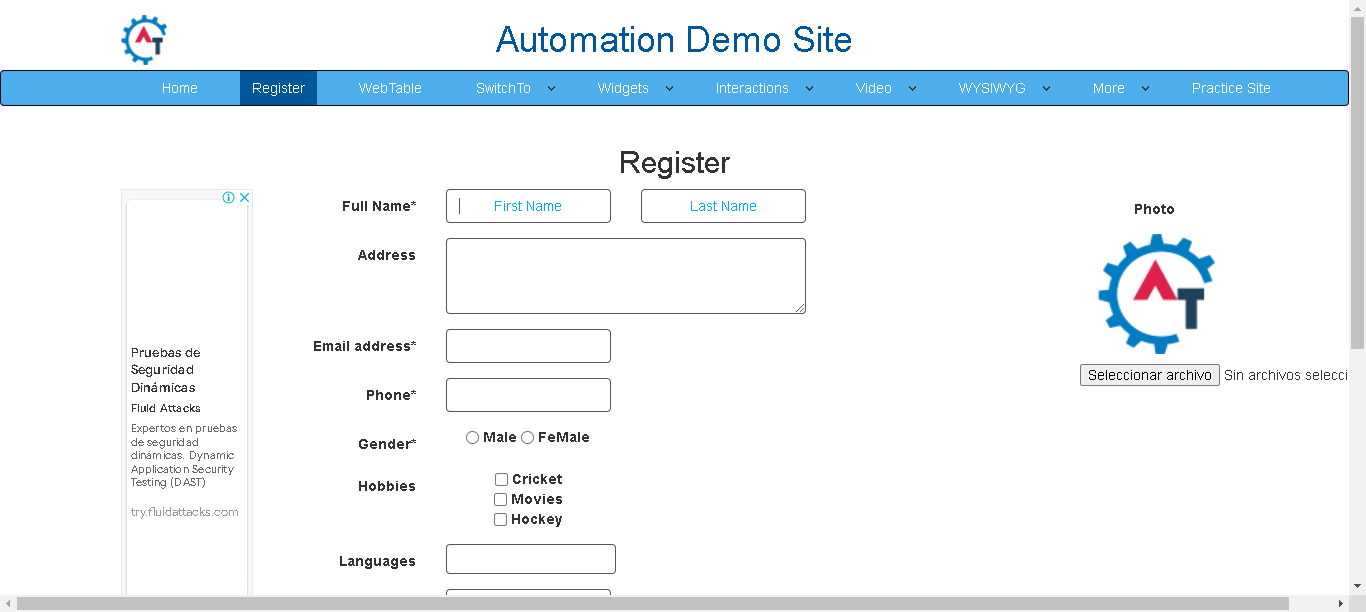 Automation Demo Site
Home Register WebTable SwitchTo Widgets Interactions Video WYSIWYG More Practice Site
Register
Full Name* First Name Last Name
Address
Email address*
Phone*
Gender* Male FeMale
Hobbies
Cricket
Movies
Hockey
Languages
Photo
AT
Seleccionar archivo Sin archivos selecci
Pruebas de
Seguridad
Dinámicas
Fluid Attacks
Expertos en pruebas
de seguridad
dinámicas. Dynamic
Application Security
Testing (DAST)
try.fluidattacks.com